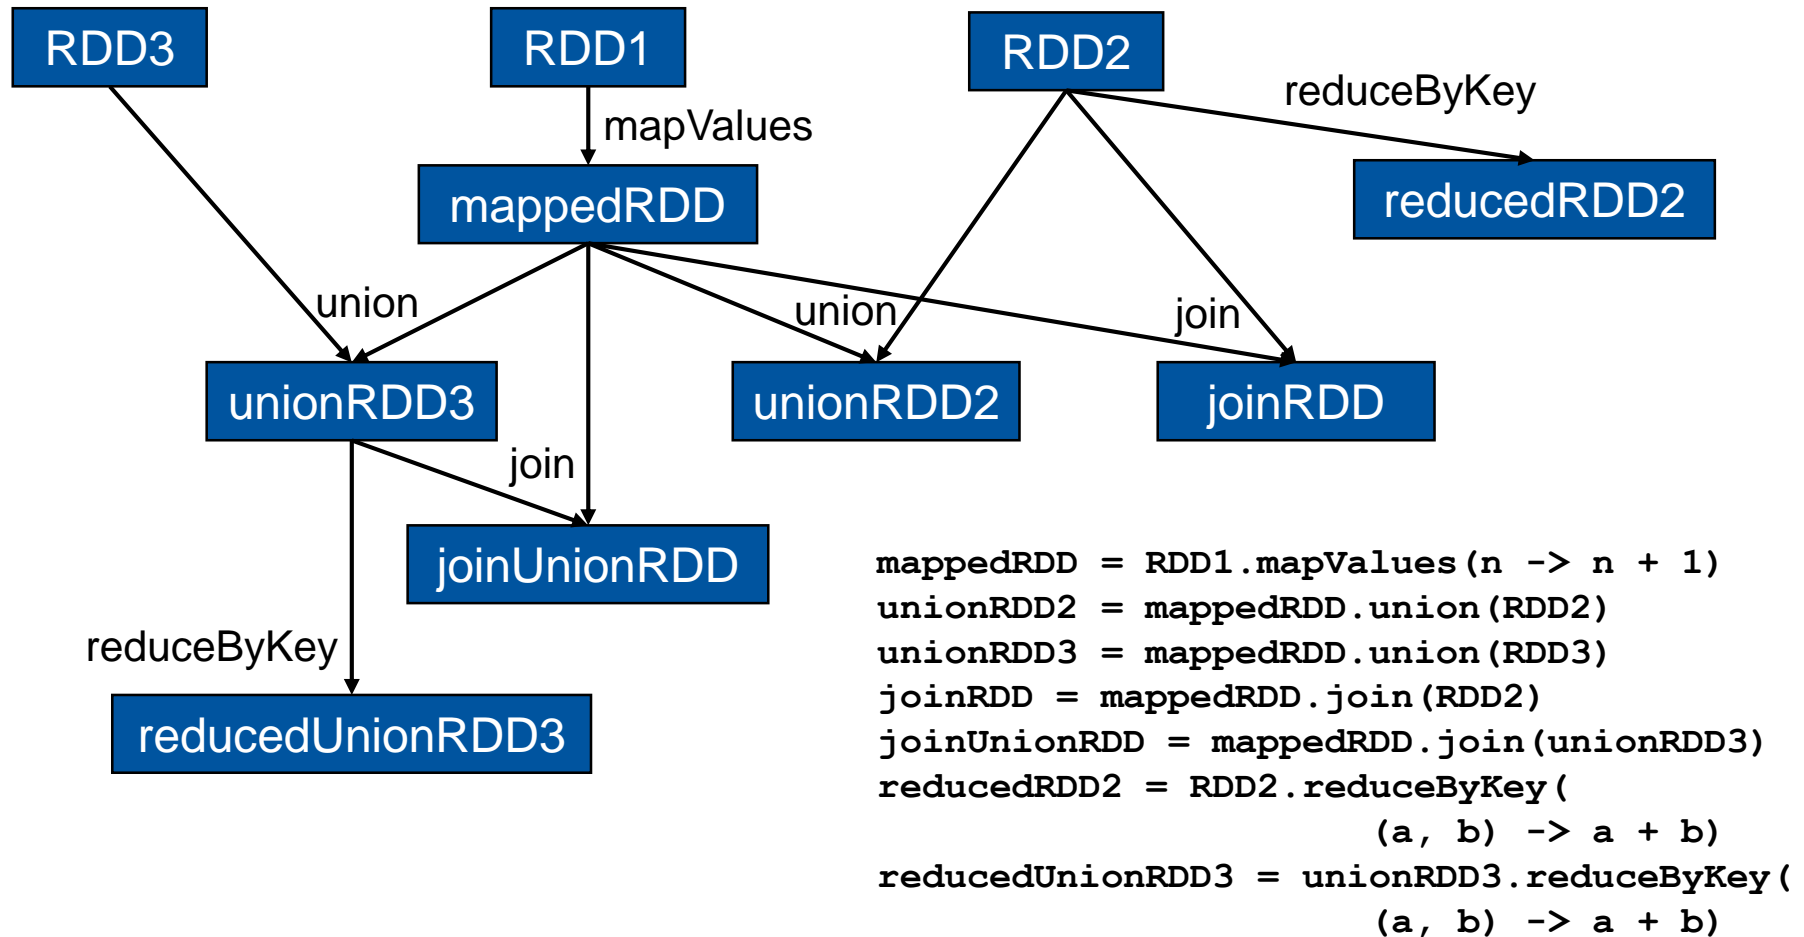 RDD3
RDD1
RDD2
reduceByKey
mapValues
mappedRDD
reducedRDD2
union
union
join
unionRDD3
unionRDD2
joinRDD
join
joinUnionRDD
reduceByKey
reducedUnionRDD3
mappedRDD = RDD1.mapValues(n -> n + 1)
unionRDD2 = mappedRDD.union(RDD2)
unionRDD3 = mappedRDD.union(RDD3)
joinRDD = mappedRDD.join(RDD2)
joinUnionRDD = mappedRDD.join(unionRDD3)
reducedRDD2 = RDD2.reduceByKey(
(a, b) -> a + b)
reducedUnionRDD3 = unionRDD3.reduceByKey(
(a, b) -> a + b)